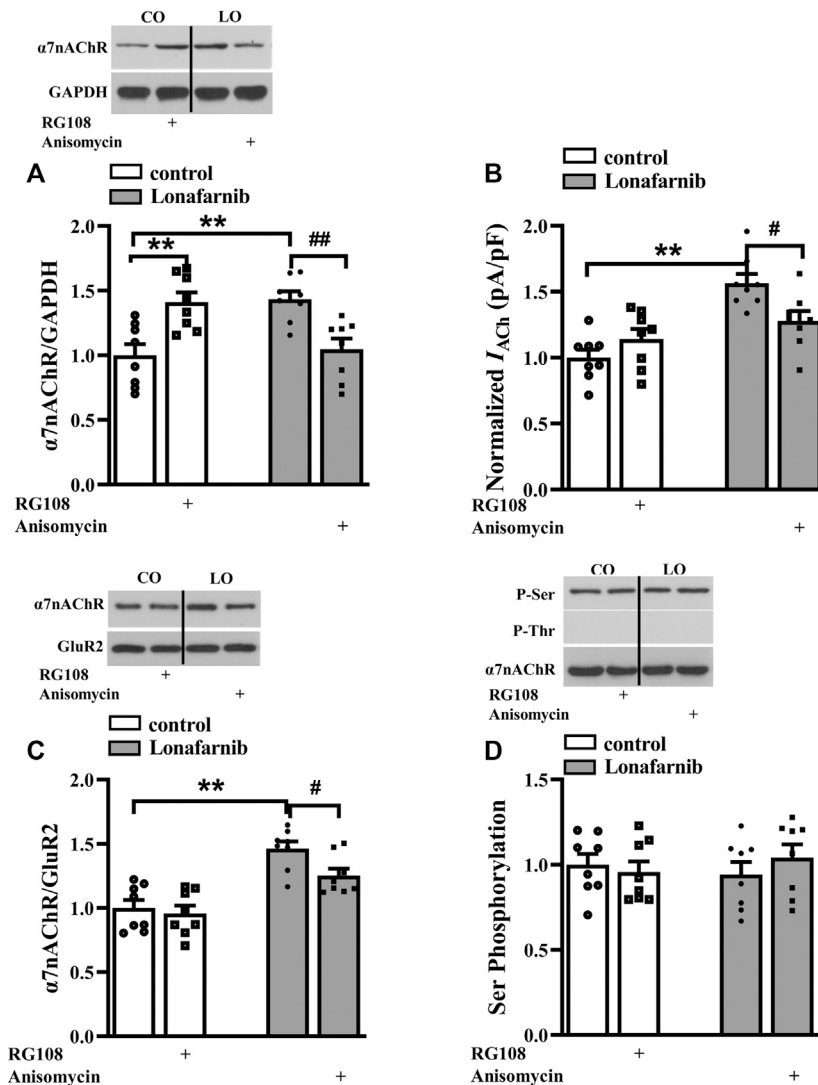 CO LO
α7nAChR
GAPDH
RG108 +
Anisomycin +
A
control
Lonafarnib
** ** ##
α7nAChR/GAPDH
2.0
1.5
1.0
0.5
0.0
RG108 +
Anisomycin +
B
control
Lonafarnib
** #
Normalized I_ACh (pA/pF)
2.0
1.5
1.0
0.5
0.0
RG108 +
Anisomycin +
CO LO
α7nAChR
GluR2
RG108 +
Anisomycin +
C
control
Lonafarnib
** #
α7nAChR/GluR2
2.0
1.5
1.0
0.5
0.0
RG108 +
Anisomycin +
CO LO
P-Ser
P-Thr
α7nAChR
RG108 +
Anisomycin +
D
control
Lonafarnib
Ser Phosphorylation
1.5
1.0
0.5
0.0
RG108 +
Anisomycin +